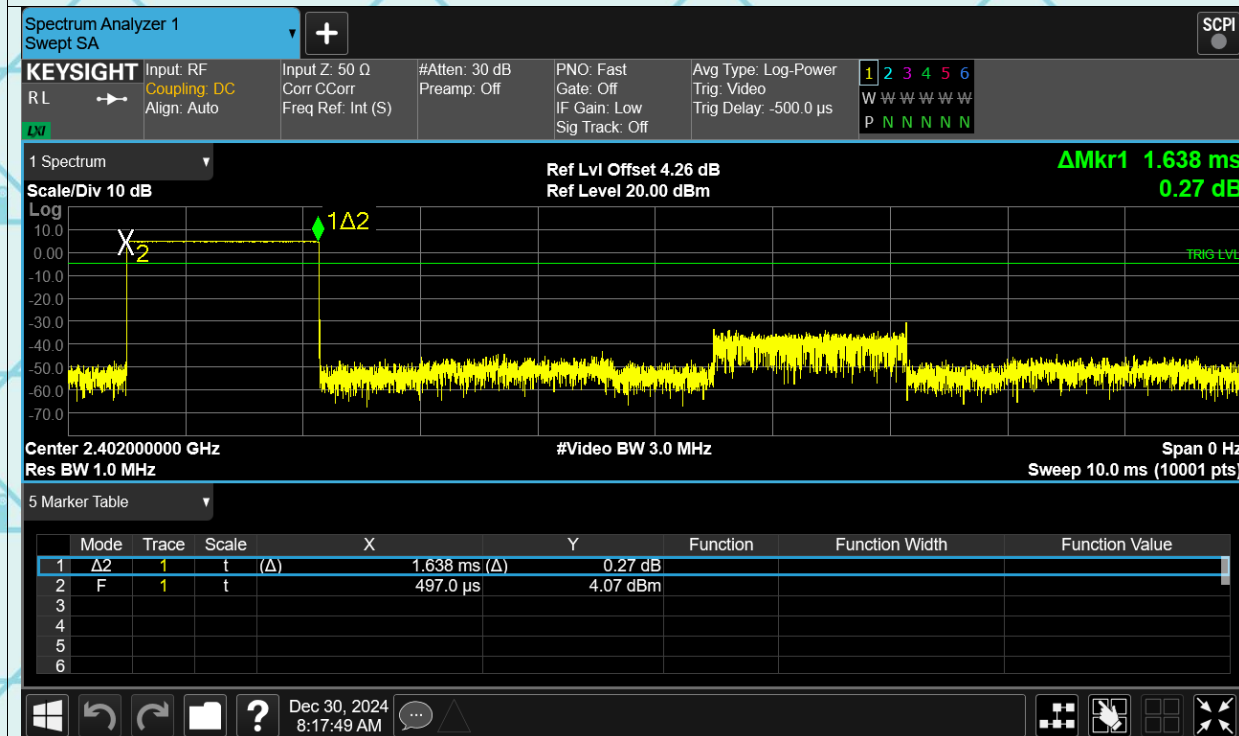 Spectrum Analyzer 1
Swept SA
+
SCPI
KEYSIGHT
RL
LXI
Input: RF
Coupling: DC
Align: Auto
Input Z: 50 Ω
Corr CCorr
Freq Ref: Int (S)
#Atten: 30 dB
Preamp: Off
PNO: Fast
Gate: Off
IF Gain: Low
Sig Track: Off
Avg Type: Log-Power
Trig: Video
Trig Delay: -500.0 µs
1 2 3 4 5 6
W W W W W W
P N N N N N
1 Spectrum
Scale/Div 10 dB
Ref Lvl Offset 4.26 dB
Ref Level 20.00 dBm
ΔMkr1 1.638 ms
0.27 dB
Log
10.0
0.00
-10.0
-20.0
-30.0
-40.0
-50.0
-60.0
-70.0
X2
1Δ2
TRIG LVL
Center 2.402000000 GHz
#Video BW 3.0 MHz
Span 0 Hz
Res BW 1.0 MHz
Sweep 10.0 ms (10001 pts)
5 Marker Table
Mode Trace Scale X Y Function Function Width Function Value
1 Δ2 1 t (Δ) 1.638 ms (Δ) 0.27 dB
2 F 1 t 497.0 µs 4.07 dBm
3
4
5
6
?
Dec 30, 2024
8:17:49 AM